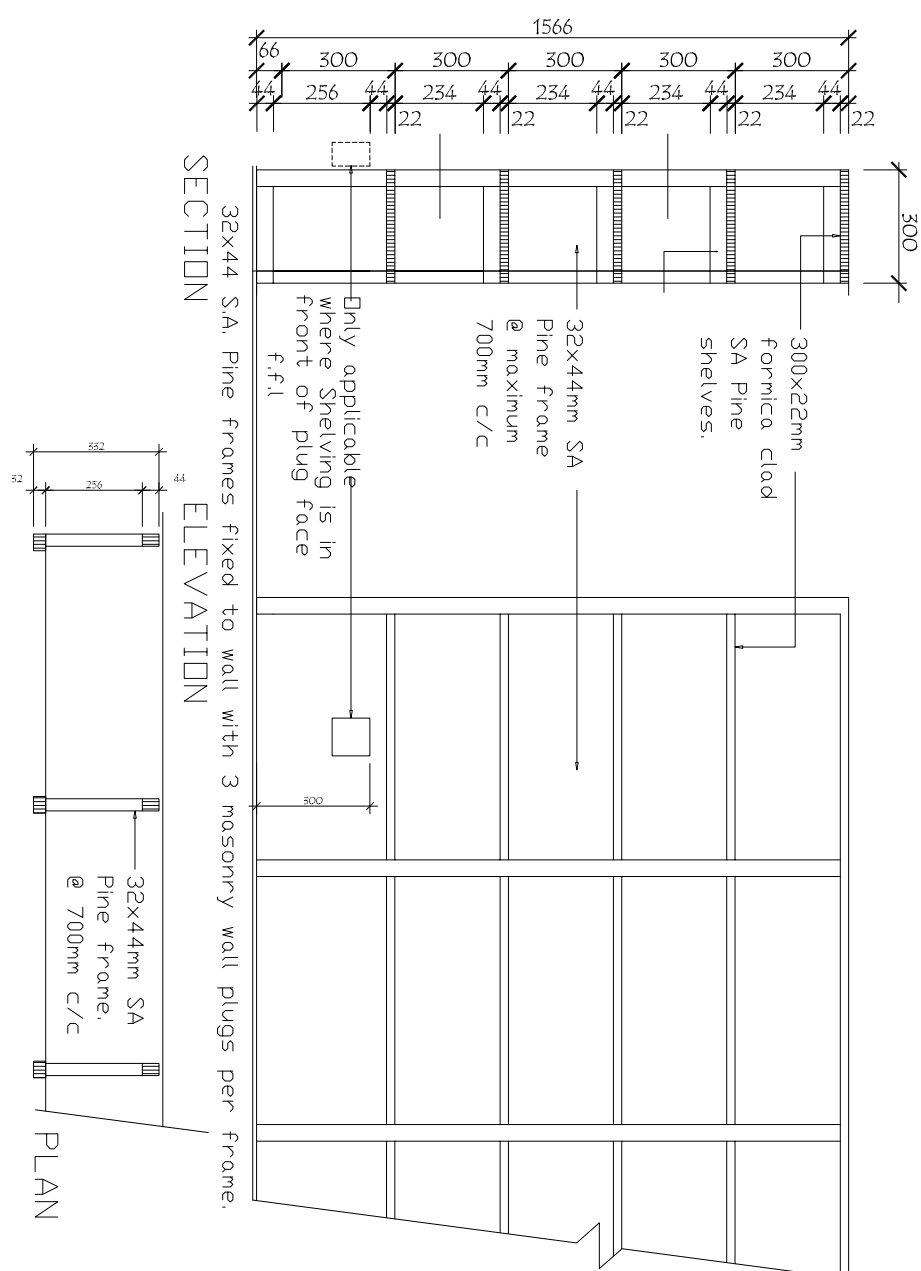 1566
66
300
300
300
300
300
44
256
44
234
44
234
44
234
44
234
44
22
22
22
22
22
300
300x22mm
formica clad
SA Pine
shelves.
32x44mm SA
Pine frame
@ maximum
700mm c/c
Only applicable
where Shelving is in
front of plug face
f.f.l
300
SECTION
ELEVATION
32x44 S.A. Pine frames fixed to wall with 3 masonry wall plugs per frame.
332
32
256
44
32x44mm SA
Pine frame.
@ 700mm c/c
PLAN